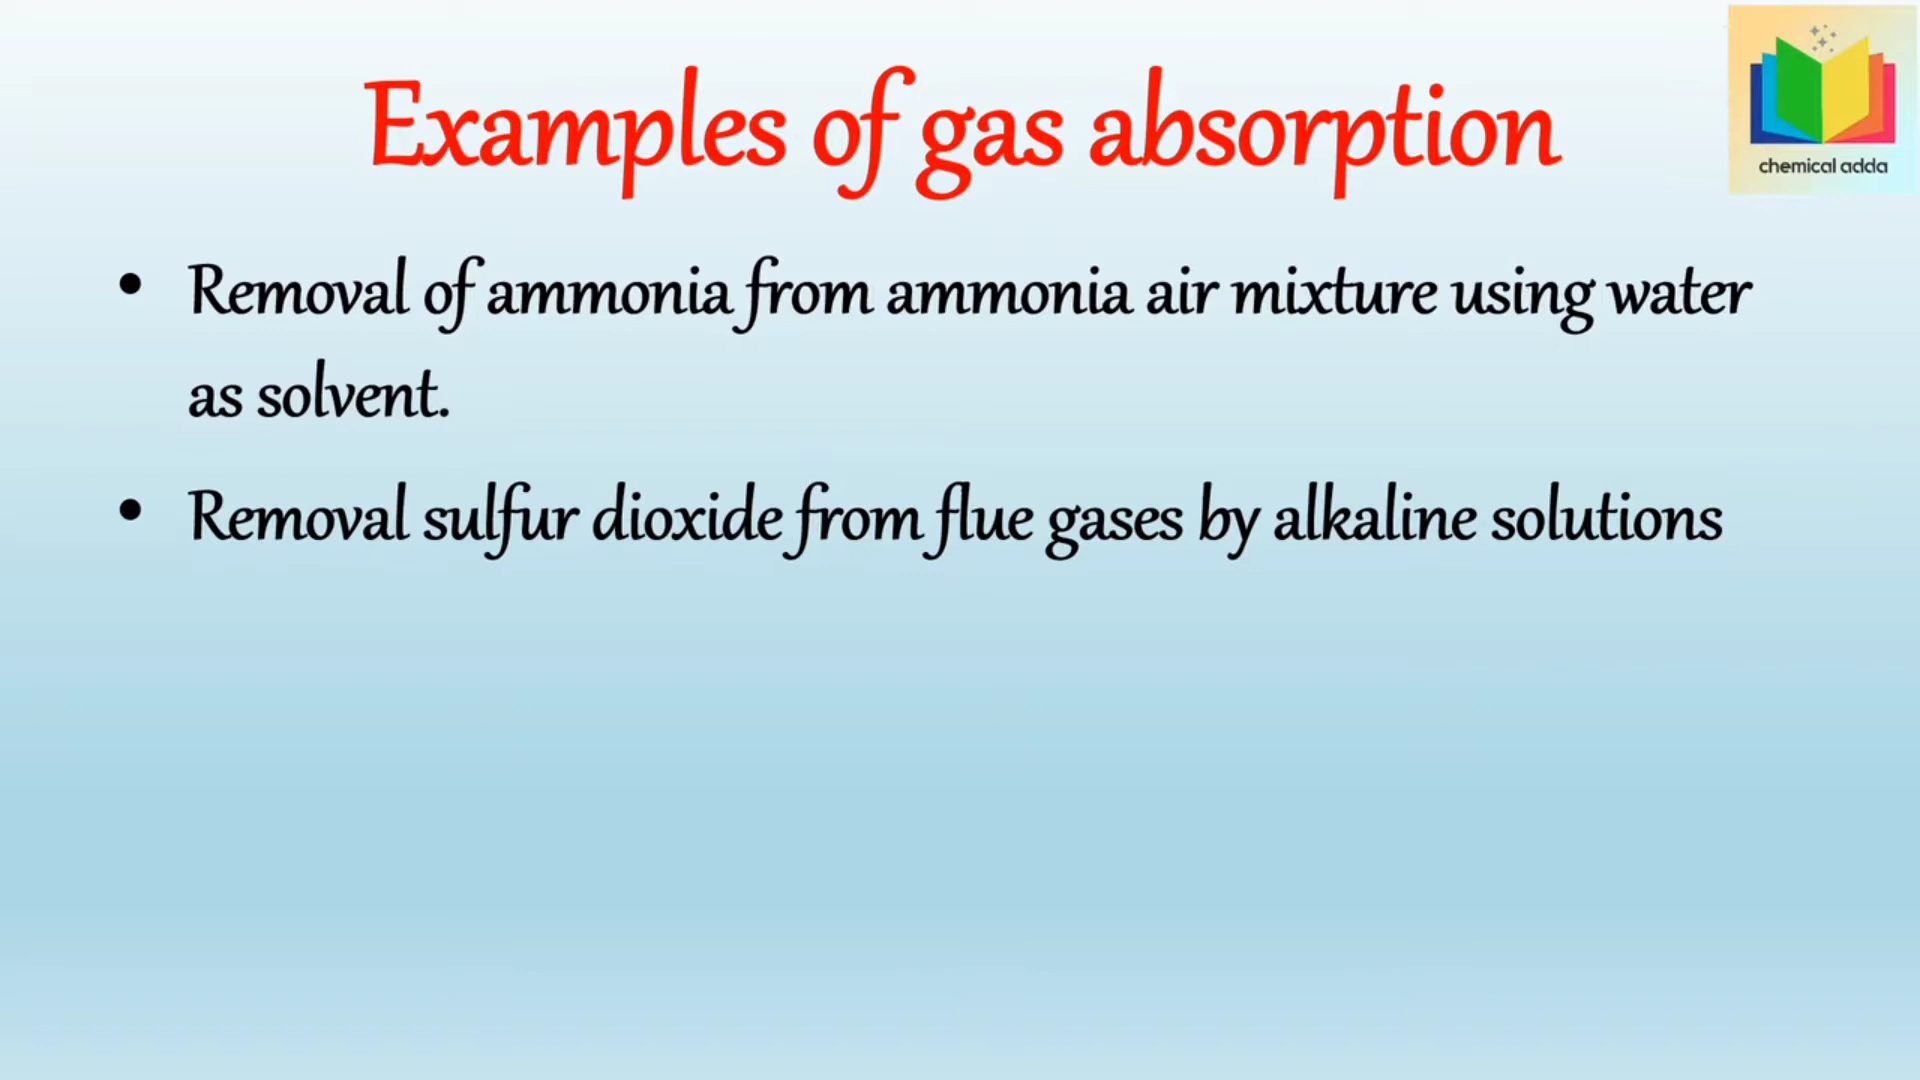 Examples of gas absorption
chemical adda
• Removal of ammonia from ammonia air mixture using water
as solvent.
• Removal sulfur dioxide from flue gases by alkaline solutions